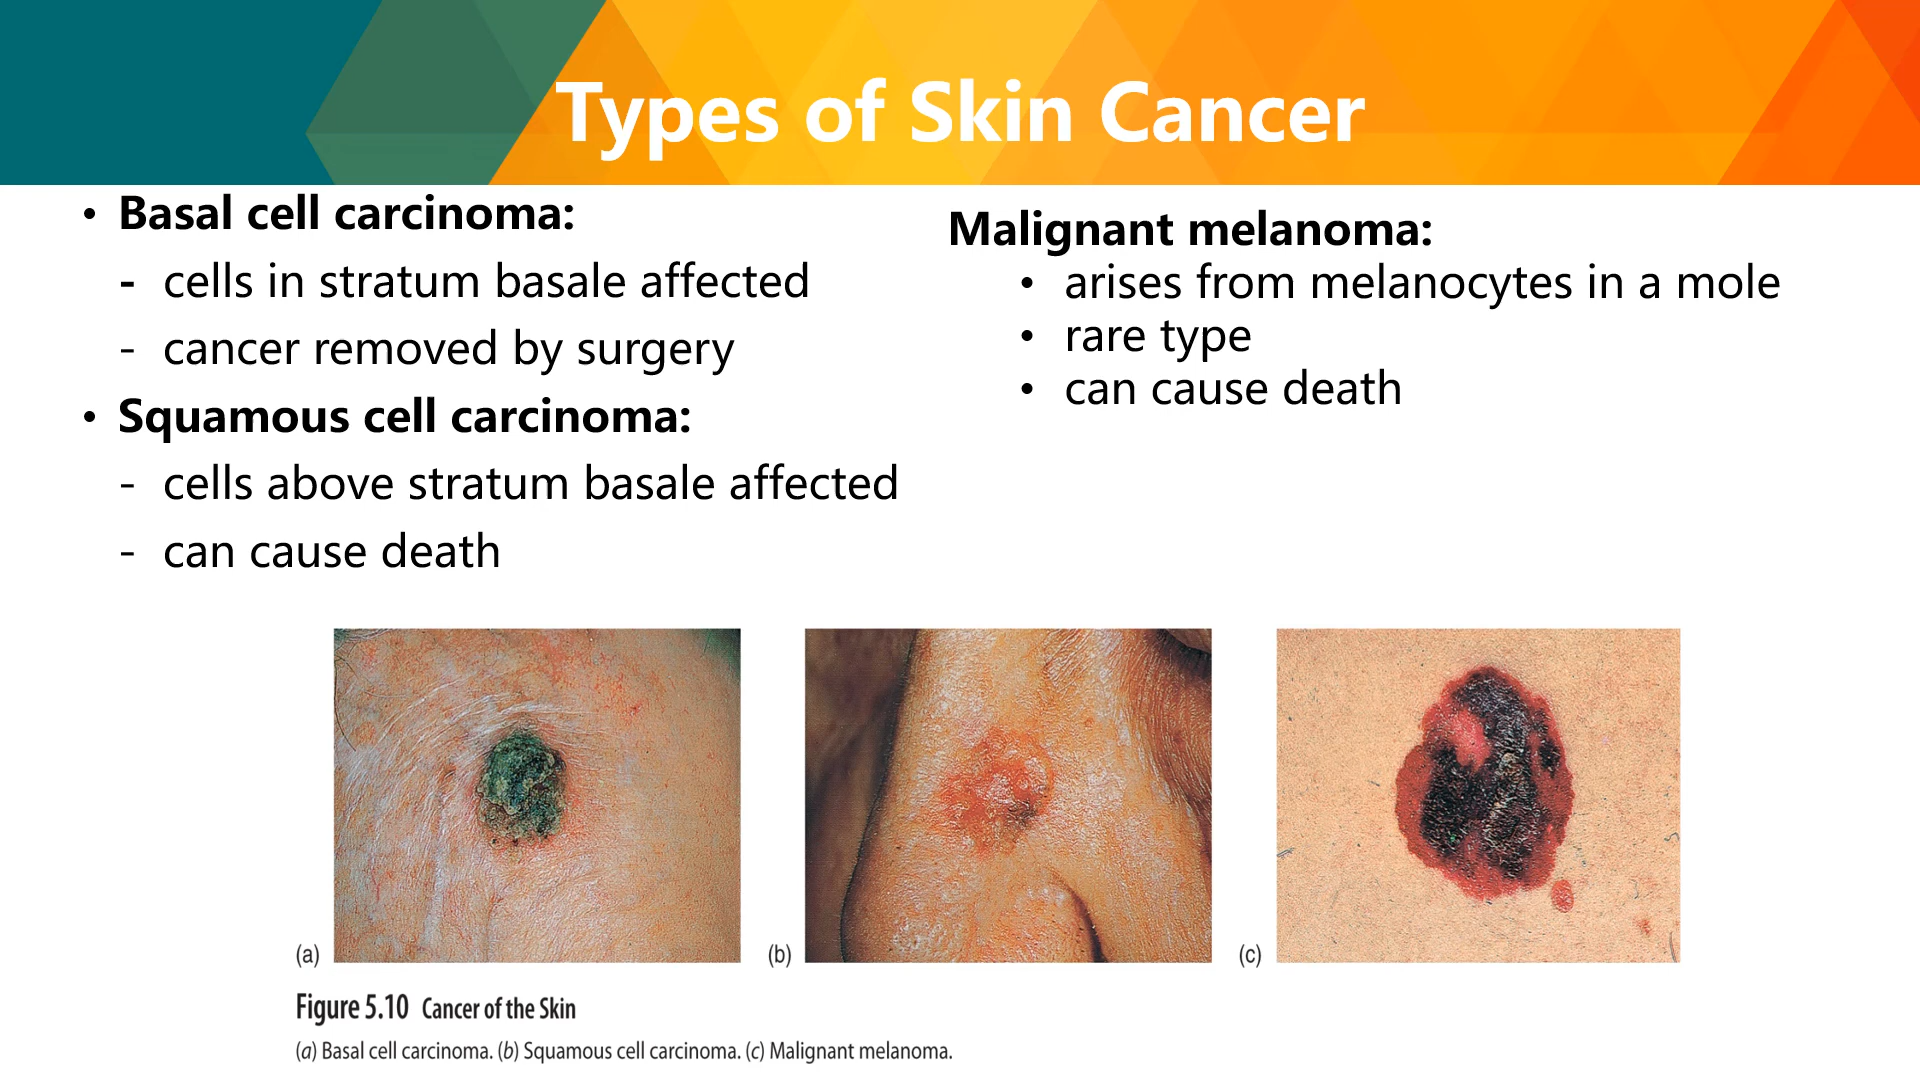 Types of Skin Cancer
• Basal cell carcinoma:
- cells in stratum basale affected
- cancer removed by surgery
• Squamous cell carcinoma:
- cells above stratum basale affected
- can cause death
Malignant melanoma:
• arises from melanocytes in a mole
• rare type
• can cause death
(a)
(b)
(c)
Figure 5.10 Cancer of the Skin
(a) Basal cell carcinoma. (b) Squamous cell carcinoma. (c) Malignant melanoma.